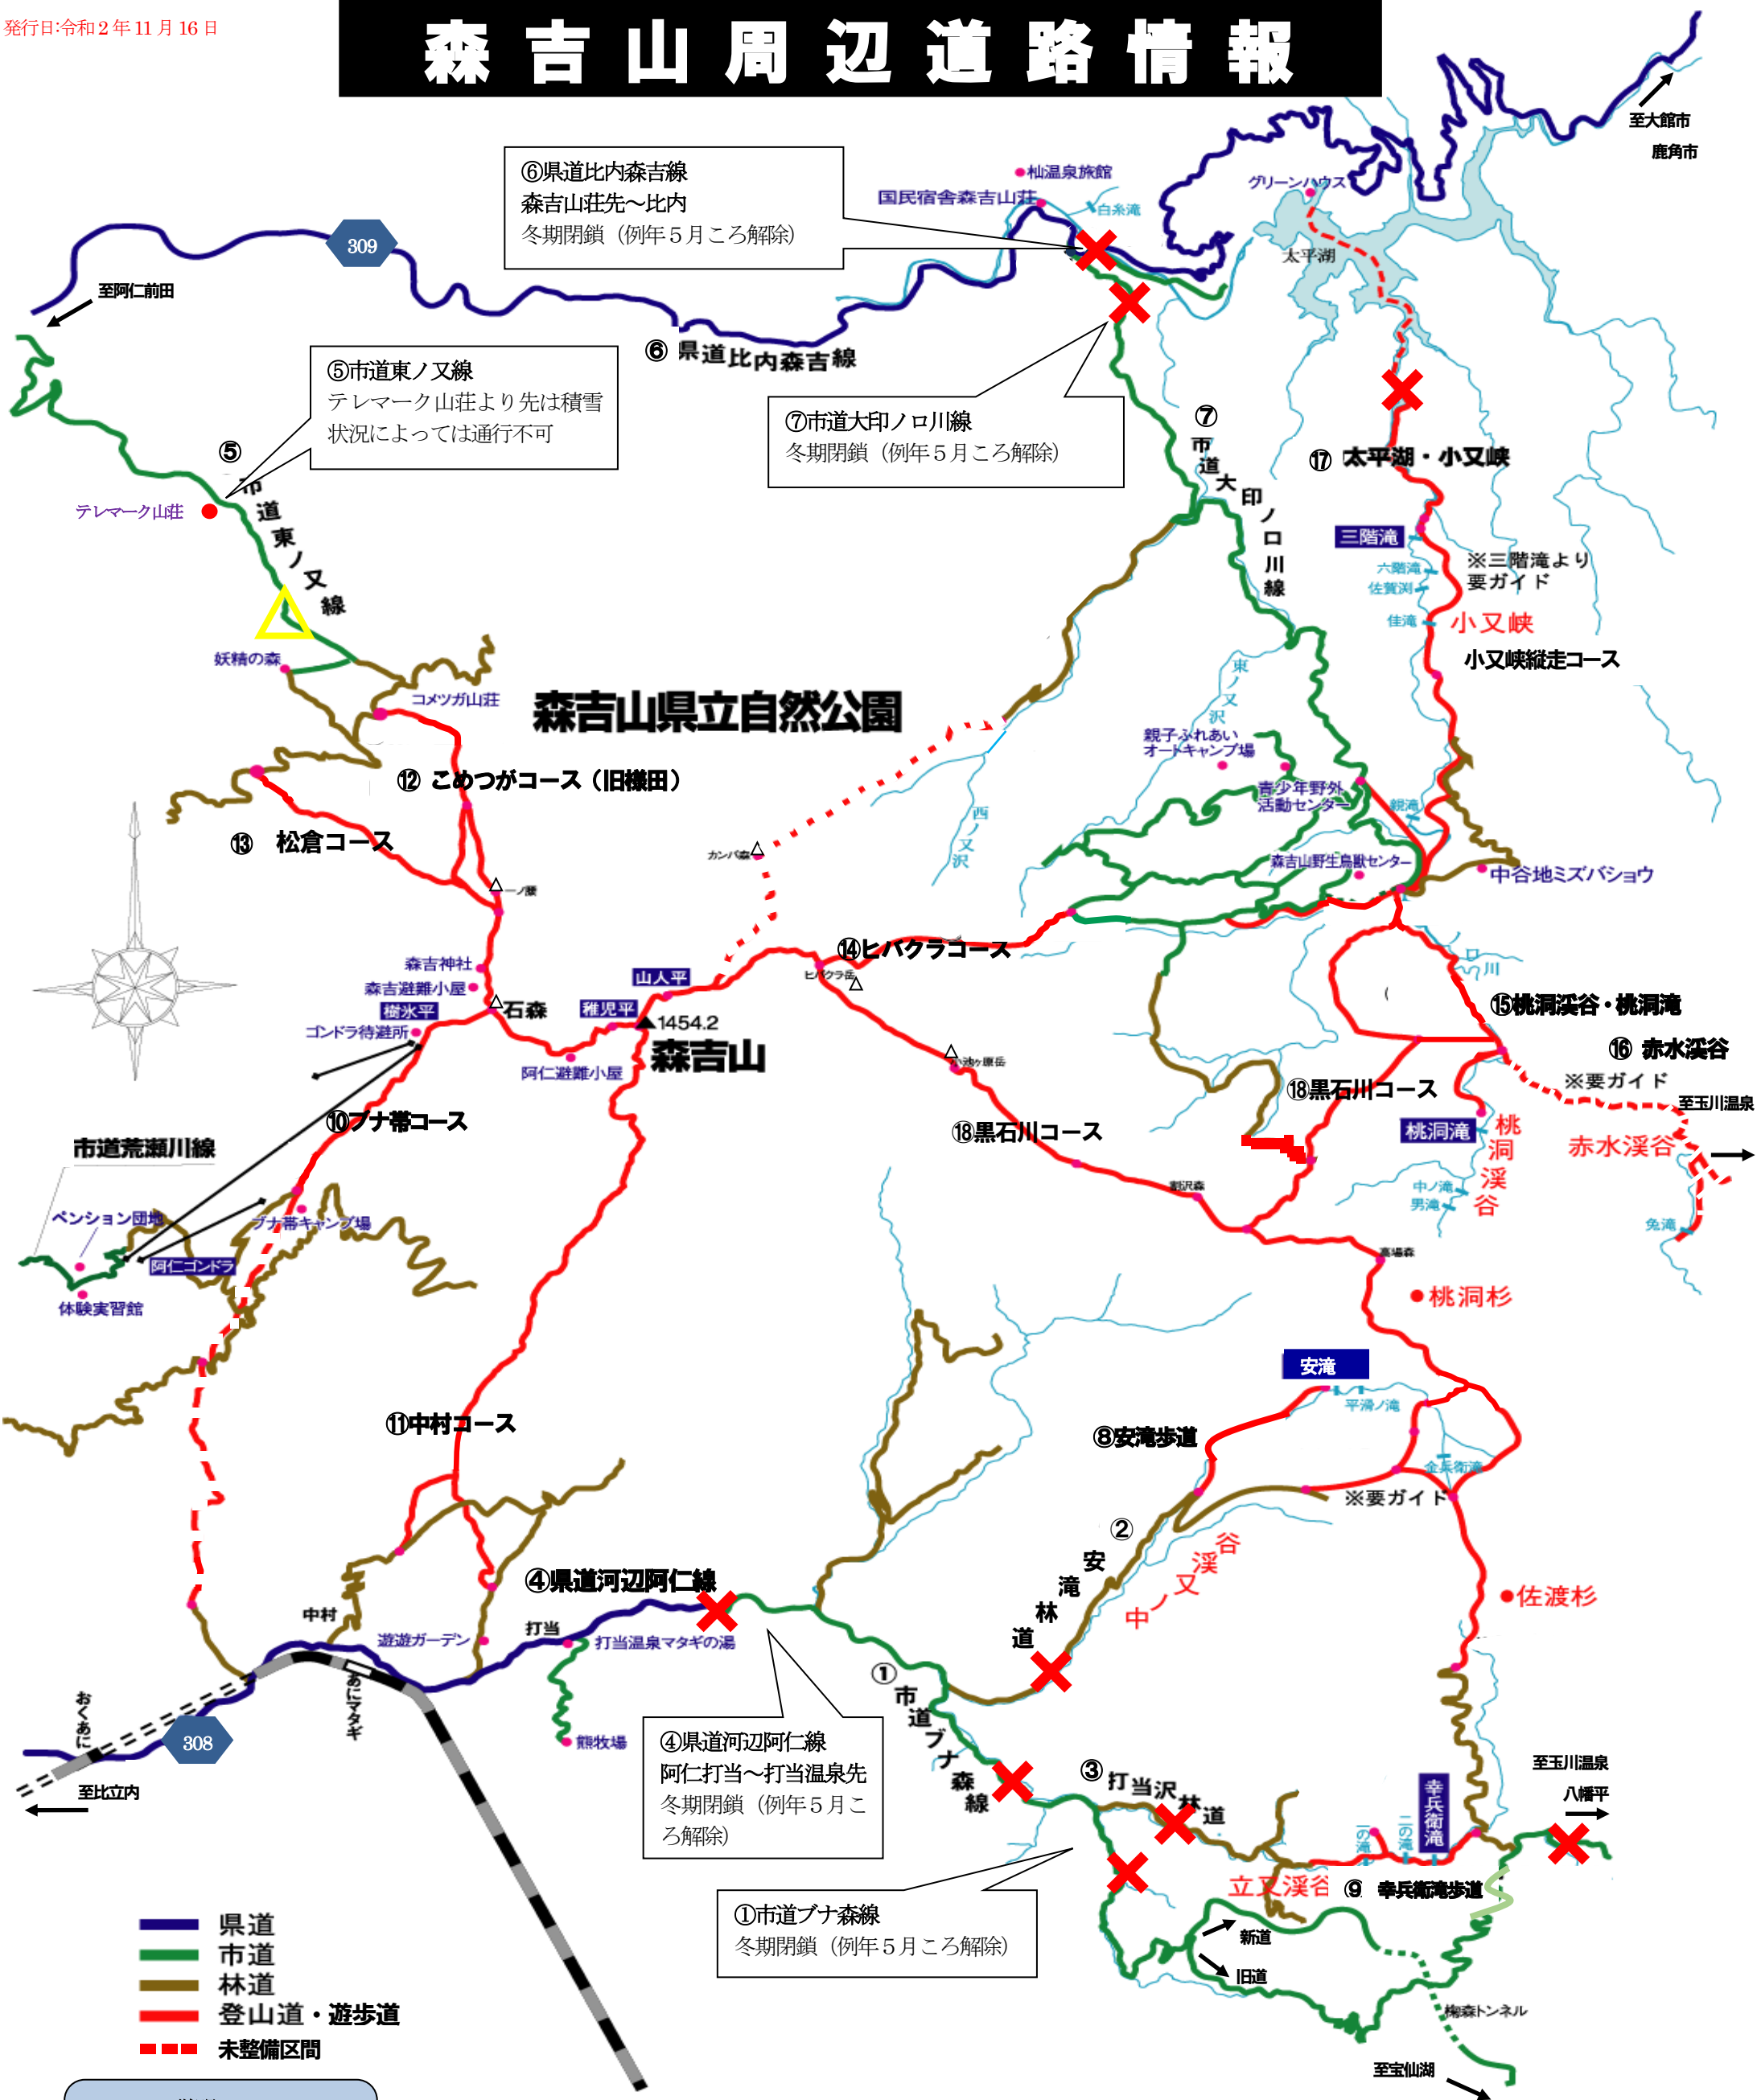 発行日:令和2年11月16日
森吉山周辺道路情報
至大館市
鹿角市
⑥県道比内森吉線
森吉山荘先~比内
冬期閉鎖(例年5月ころ解除)
杣温泉旅館
国民宿舎森吉山荘
白糸滝
グリーンハウス
太平湖
309
至阿仁前田
⑥ 県道比内森吉線
⑤市道東ノ又線
テレマーク山荘より先は積雪
状況によっては通行不可
⑦市道大印ノロ川線
冬期閉鎖(例年5月ころ解除)
⑤
市道東ノ又線
テレマーク山荘
⑦
市道大印ノロ川線
⑰ 太平湖・小又峡
三階滝
六階滝
佐賀渕
佳滝
※三階滝より
要ガイド
小又峡
小又峡縦走コース
妖精の森
コメツガ山荘
森吉山県立自然公園
東ノ又沢
親子ふれあい
オートキャンプ場
青少年野外
活動センター
親滝
⑫ こめつがコース(旧様田)
⑬ 松倉コース
西ノ又沢
カンバ森
一ノ腰
森吉山野生鳥獣センター
中谷地ミズバショウ
⑭ヒバクラコース
ヒバクラ岳
森吉神社
森吉避難小屋
樹氷平
ゴンドラ待避所
石森
稚児平
山人平
1454.2
森吉山
阿仁避難小屋
ノロ川
⑮桃洞渓谷・桃洞滝
⑯ 赤水渓谷
※要ガイド
至玉川温泉
赤水渓谷
⑩ブナ帯コース
⑱黒石川コース
⑱黒石川コース
桃洞滝
桃洞渓谷
中ノ滝
男滝
兎滝
割沢森
高場森
桃洞杉
市道荒瀬川線
ペンション団地
ブナ帯キャンプ場
阿仁ゴンドラ
体験実習館
安滝
平滑ノ滝
⑪中村コース
⑧安滝歩道
金兵衛滝
※要ガイド
②
安滝林道
中ノ又渓谷
佐渡杉
④県道河辺阿仁線
中村
遊遊ガーデン
打当
打当温泉マタギの湯
あにマタギ
おくあに
308
至比立内
熊牧場
①
市道ブナ森線
④県道河辺阿仁線
阿仁打当~打当温泉先
冬期閉鎖(例年5月こ
ろ解除)
③ 打当沢林道
至玉川温泉
八幡平
幸兵衛滝
二の滝
一の滝
立又渓谷
⑨ 幸兵衛滝歩道
①市道ブナ森線
冬期閉鎖(例年5月ころ解除)
新道
旧道
至宝仙湖
県道
市道
林道
登山道・遊歩道
未整備区間